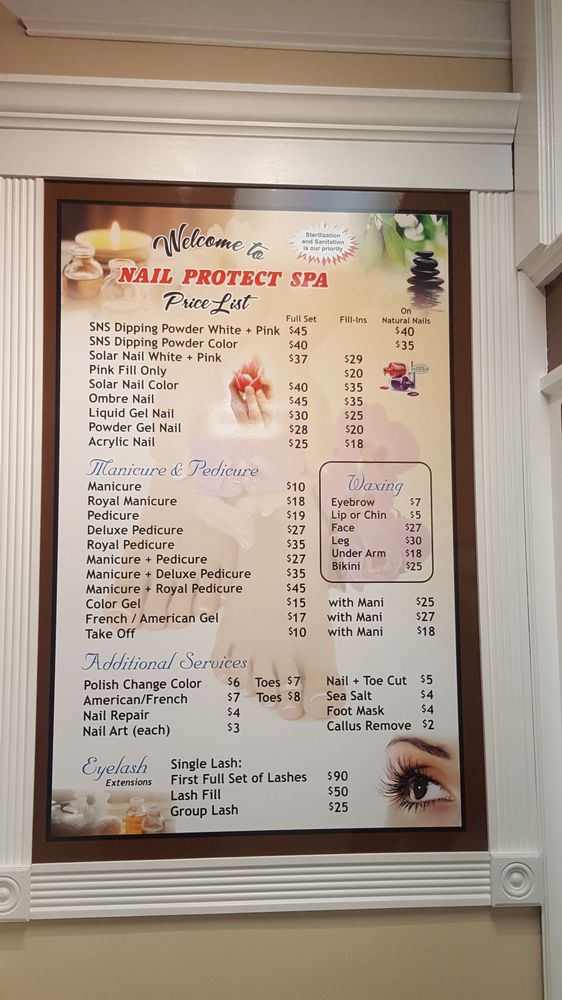 Welcome to
Sterilization
and Sanitation
is our priority
NAIL PROTECT SPA
Price List
Full Set Fill-Ins On Natural Nails
SNS Dipping Powder White + Pink $45 $40
SNS Dipping Powder Color $40 $35
Solar Nail White + Pink $37 $29
Pink Fill Only $20
Solar Nail Color $40 $35
Ombre Nail $45 $35
Liquid Gel Nail $30 $25
Powder Gel Nail $28 $20
Acrylic Nail $25 $18
Manicure & Pedicure
Manicure $10
Royal Manicure $18
Pedicure $19
Deluxe Pedicure $27
Royal Pedicure $35
Manicure + Pedicure $27
Manicure + Deluxe Pedicure $35
Manicure + Royal Pedicure $45
Color Gel $15 with Mani $25
French / American Gel $17 with Mani $27
Take Off $10 with Mani $18
Waxing
Eyebrow $7
Lip or Chin $5
Face $27
Leg $30
Under Arm $18
Bikini $25
Additional Services
Polish Change Color $6 Toes $7
American/French $7 Toes $8
Nail Repair $4
Nail Art (each) $3
Nail + Toe Cut $5
Sea Salt $4
Foot Mask $4
Callus Remove $2
Eyelash
Extensions
Single Lash:
First Full Set of Lashes $90
Lash Fill $50
Group Lash $25